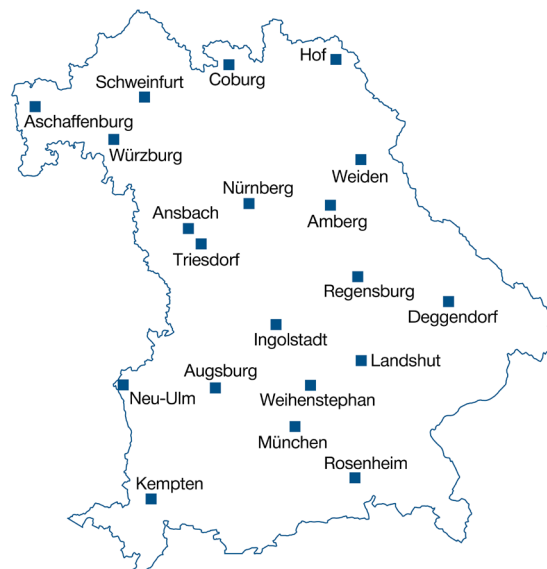 Hof
Coburg
Schweinfurt
Aschaffenburg
Würzburg
Weiden
Nürnberg
Amberg
Ansbach
Triesdorf
Regensburg
Deggendorf
Ingolstadt
Landshut
Augsburg
Neu-Ulm
Weihenstephan
München
Rosenheim
Kempten